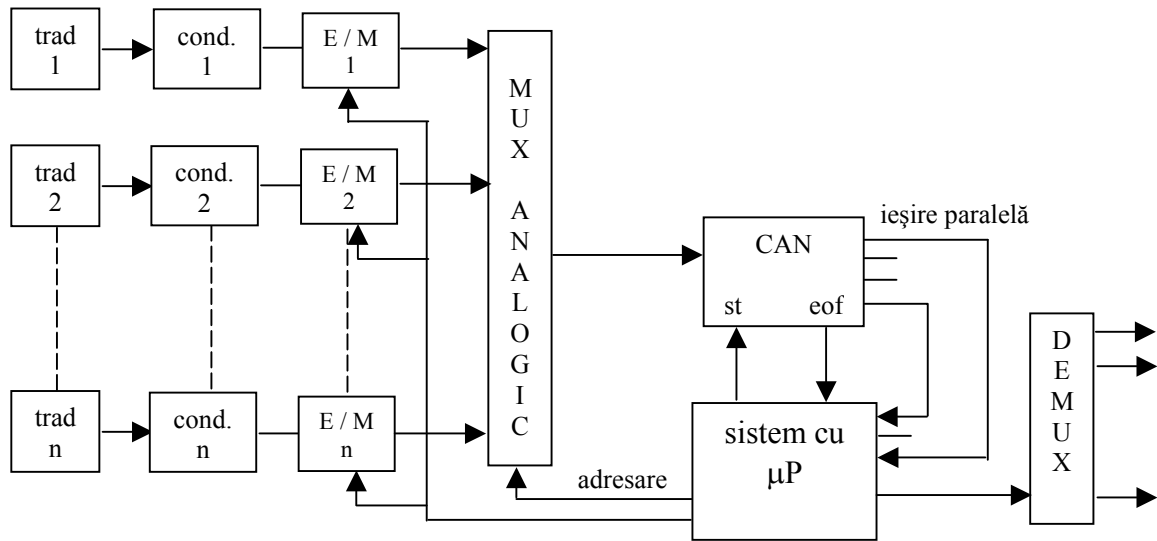 trad
1
cond.
1
E / M
1
trad
2
cond.
2
E / M
2
trad
n
cond.
n
E / M
n
M
U
X
A
N
A
L
O
G
I
C
adresare
CAN
st
eof
ieşire paralelă
sistem cu
μP
D
E
M
U
X